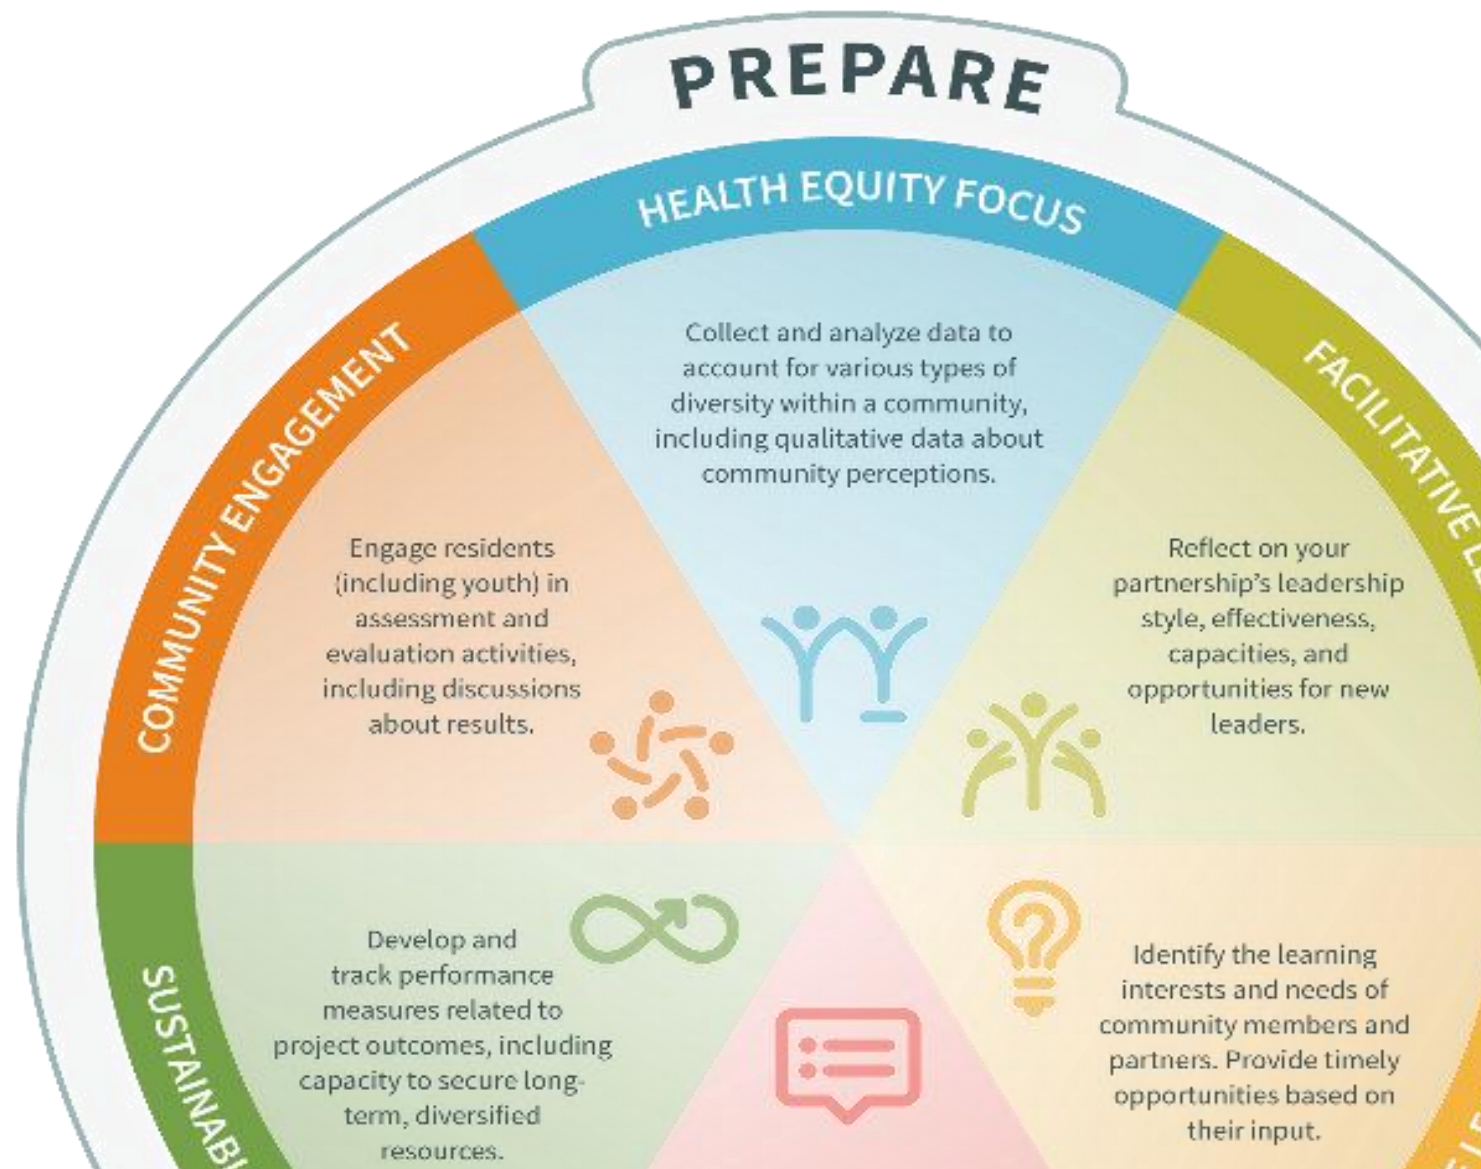 PREPARE
HEALTH EQUITY FOCUS
Collect and analyze data to
account for various types of
diversity within a community,
including qualitative data about
community perceptions.
COMMUNITY ENGAGEMENT
Engage residents
(including youth) in
assessment and
evaluation activities,
including discussions
about results.
FACILITATIVE
Reflect on your
partnership’s leadership
style, effectiveness,
capacities, and
opportunities for new
leaders.
Develop and
track performance
measures related to
project outcomes, including
capacity to secure long-
term, diversified
resources.
Identify the learning
interests and needs of
community members and
partners. Provide timely
opportunities based on
their input.